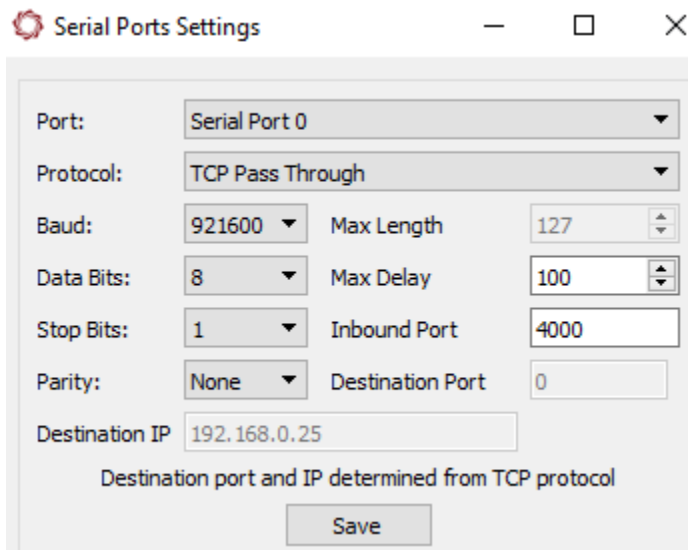 Serial Ports Settings
Port: Serial Port 0
Protocol: TCP Pass Through
Baud: 921600 Max Length 127
Data Bits: 8 Max Delay 100
Stop Bits: 1 Inbound Port 4000
Parity: None Destination Port 0
Destination IP 192.168.0.25
Destination port and IP determined from TCP protocol
Save